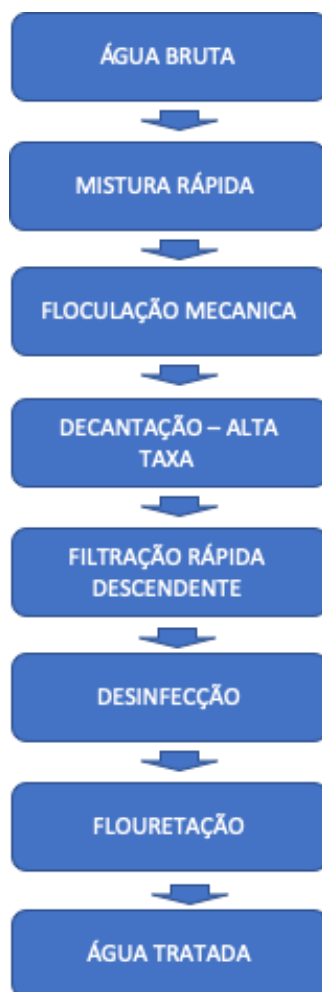 ÁGUA BRUTA
MISTURA RÁPIDA
FLOCULAÇÃO MECANICA
DECANTAÇÃO – ALTA
TAXA
FILTRAÇÃO RÁPIDA
DESCENDENTE
DESINFECÇÃO
FLOURETAÇÃO
ÁGUA TRATADA